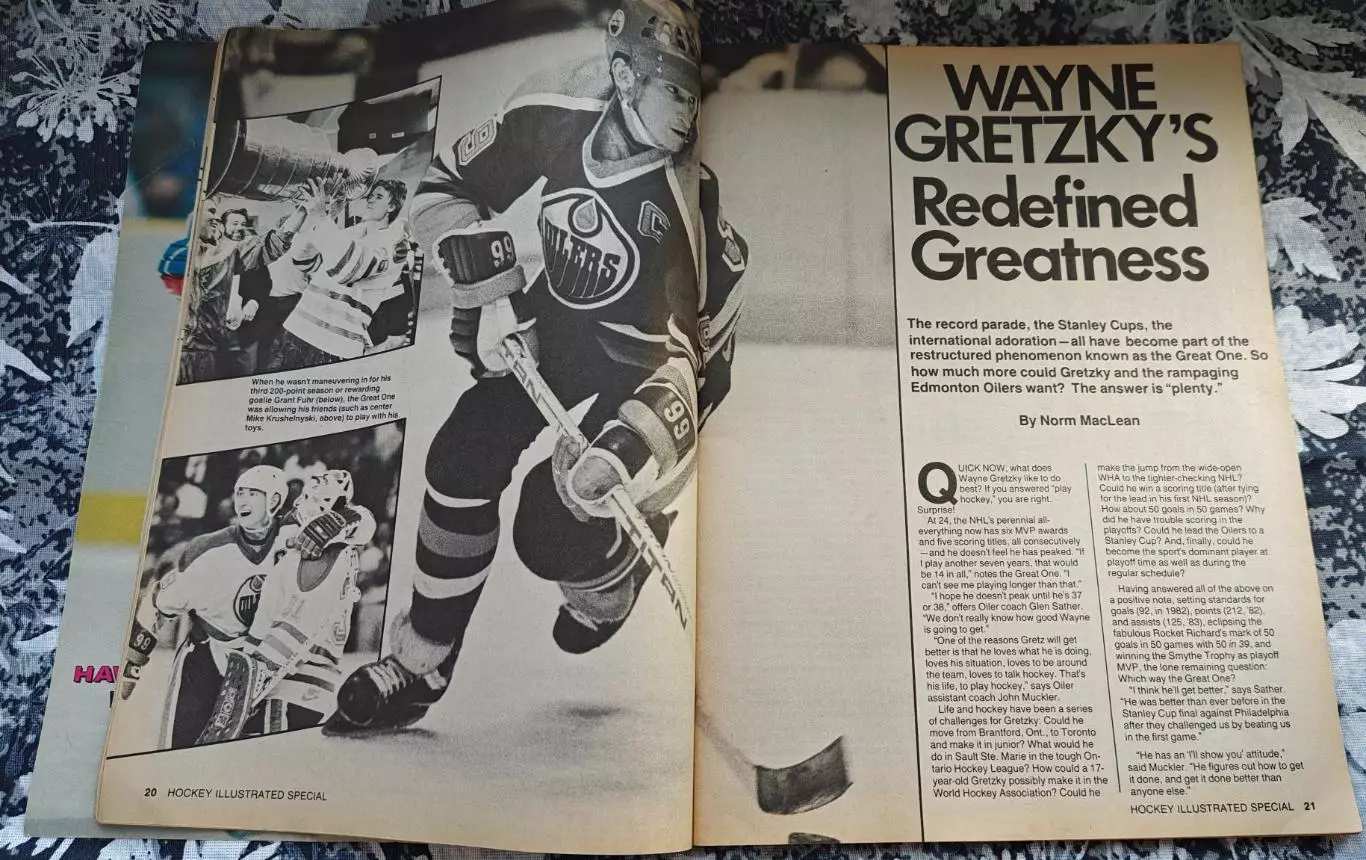 HAV
When he wasn't maneuvering in for his
third 200-point season or rewarding
goalie Grant Fuhr (below), the Great One
was allowing his friends (such as center
Mike Krushelnyski, above) to play with his
toys.
99
OILERS
C
99
99
31
20 HOCKEY ILLUSTRATED SPECIAL
WAYNE
GRETZKY'S
Redefined
Greatness
The record parade, the Stanley Cups, the
international adoration—all have become part of the
restructured phenomenon known as the Great One. So
how much more could Gretzky and the rampaging
Edmonton Oilers want? The answer is "plenty."
By Norm MacLean
QUICK NOW, what does
Wayne Gretzky like to do
best? If you answered "play
hockey," you are right.
Surprise!
At 24, the NHL's perennial all-
everything now has six MVP awards
and five scoring titles, all consecutively
—and he doesn't feel he has peaked. "If
I play another seven years, that would
be 14 in all," notes the Great One. "I
can't see me playing longer than that."
"I hope he doesn't peak until he's 37
or 38," offers Oiler coach Glen Sather.
"We don't really know how good Wayne
is going to get."
"One of the reasons Gretz will get
better is that he loves what he is doing,
loves his situation, loves to be around
the team, loves to talk hockey. That's
his life, to play hockey," says Oiler
assistant coach John Muckler.
Life and hockey have been a series
of challenges for Gretzky: Could he
move from Brantford, Ont., to Toronto
and make it in junior? What would he
do in Sault Ste. Marie in the tough On-
tario Hockey League? How could a 17-
year-old Gretzky possibly make it in the
World Hockey Association? Could he
make the jump from the wide-open
WHA to the tighter-checking NHL?
Could he win a scoring title (after tying
for the lead in his first NHL season)?
How about 50 goals in 50 games? Why
did he have trouble scoring in the
playoffs? Could he lead the Oilers to a
Stanley Cup? And, finally, could he
become the sport's dominant player at
playoff time as well as during the
regular schedule?
Having answered all of the above on
a positive note, setting standards for
goals (92, in 1982), points (212, '82),
and assists (125, '83), eclipsing the
fabulous Rocket Richard's mark of 50
goals in 50 games with 50 in 39, and
winning the Smythe Trophy as playoff
MVP, the lone remaining question:
Which way the Great One?
"I think he'll get better," says Sather.
"He was better than ever before in the
Stanley Cup final against Philadelphia
after they challenged us by beating us
in the first game."
"He has an 'I'll show you' attitude,"
said Muckler. "He figures out how to get
it done, and get it done better than
anyone else."
HOCKEY ILLUSTRATED SPECIAL 21